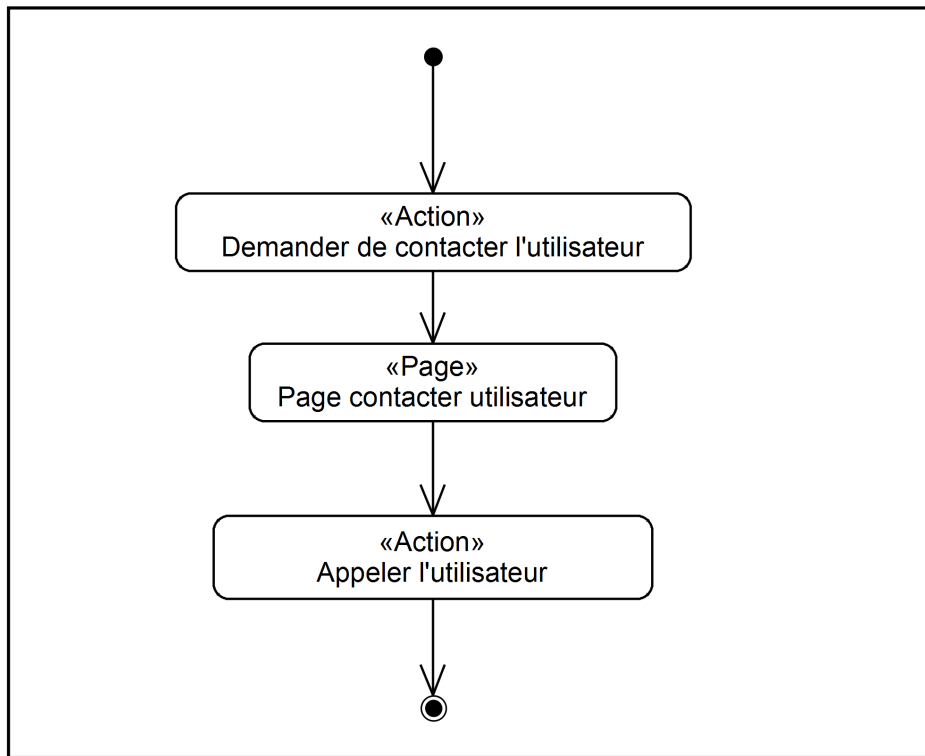 «Action»
Demander de contacter l'utilisateur
«Page»
Page contacter utilisateur
«Action»
Appeler l'utilisateur